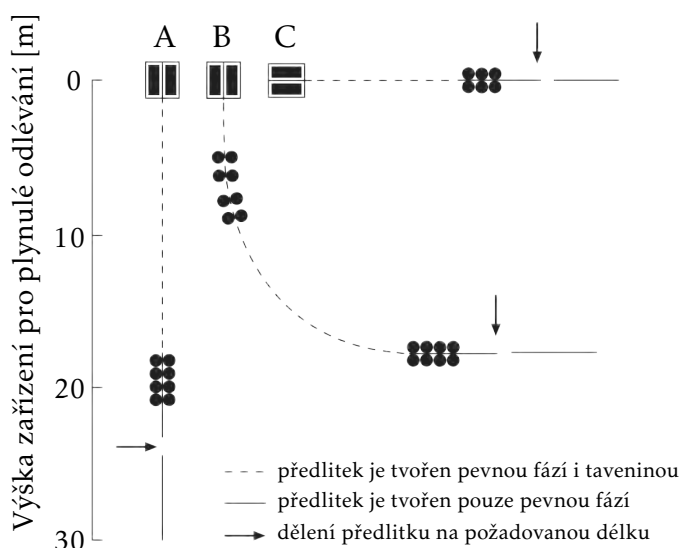 Výška zařízení pro plynulé odlévání [m]
A B C
0
10
20
30
předlitek je tvořen pevnou fází i taveninou
předlitek je tvořen pouze pevnou fází
dělení předlitku na požadovanou délku